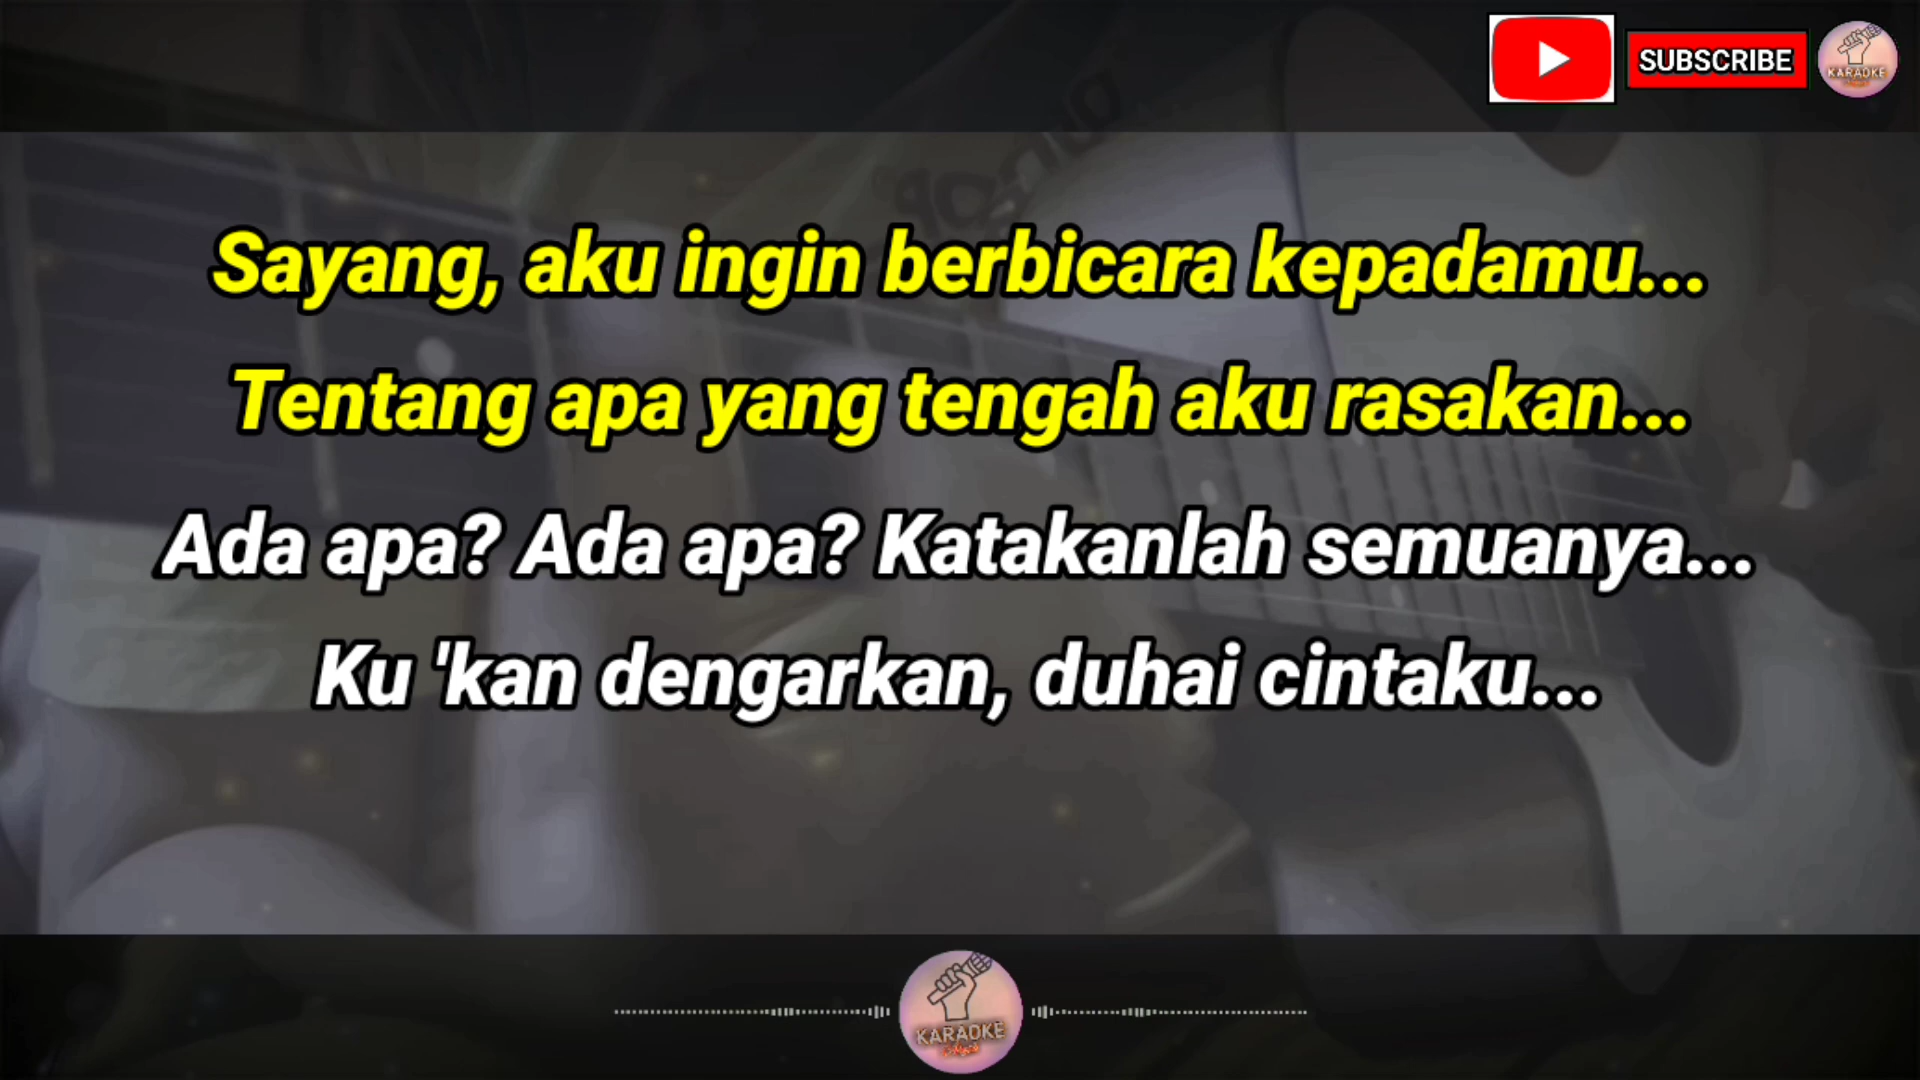 SUBSCRIBE
KARAOKE
Sayang, aku ingin berbicara kepadamu...
Tentang apa yang tengah aku rasakan...
Ada apa? Ada apa? Katakanlah semuanya...
Ku 'kan dengarkan, duhai cintaku...
KARAOKE